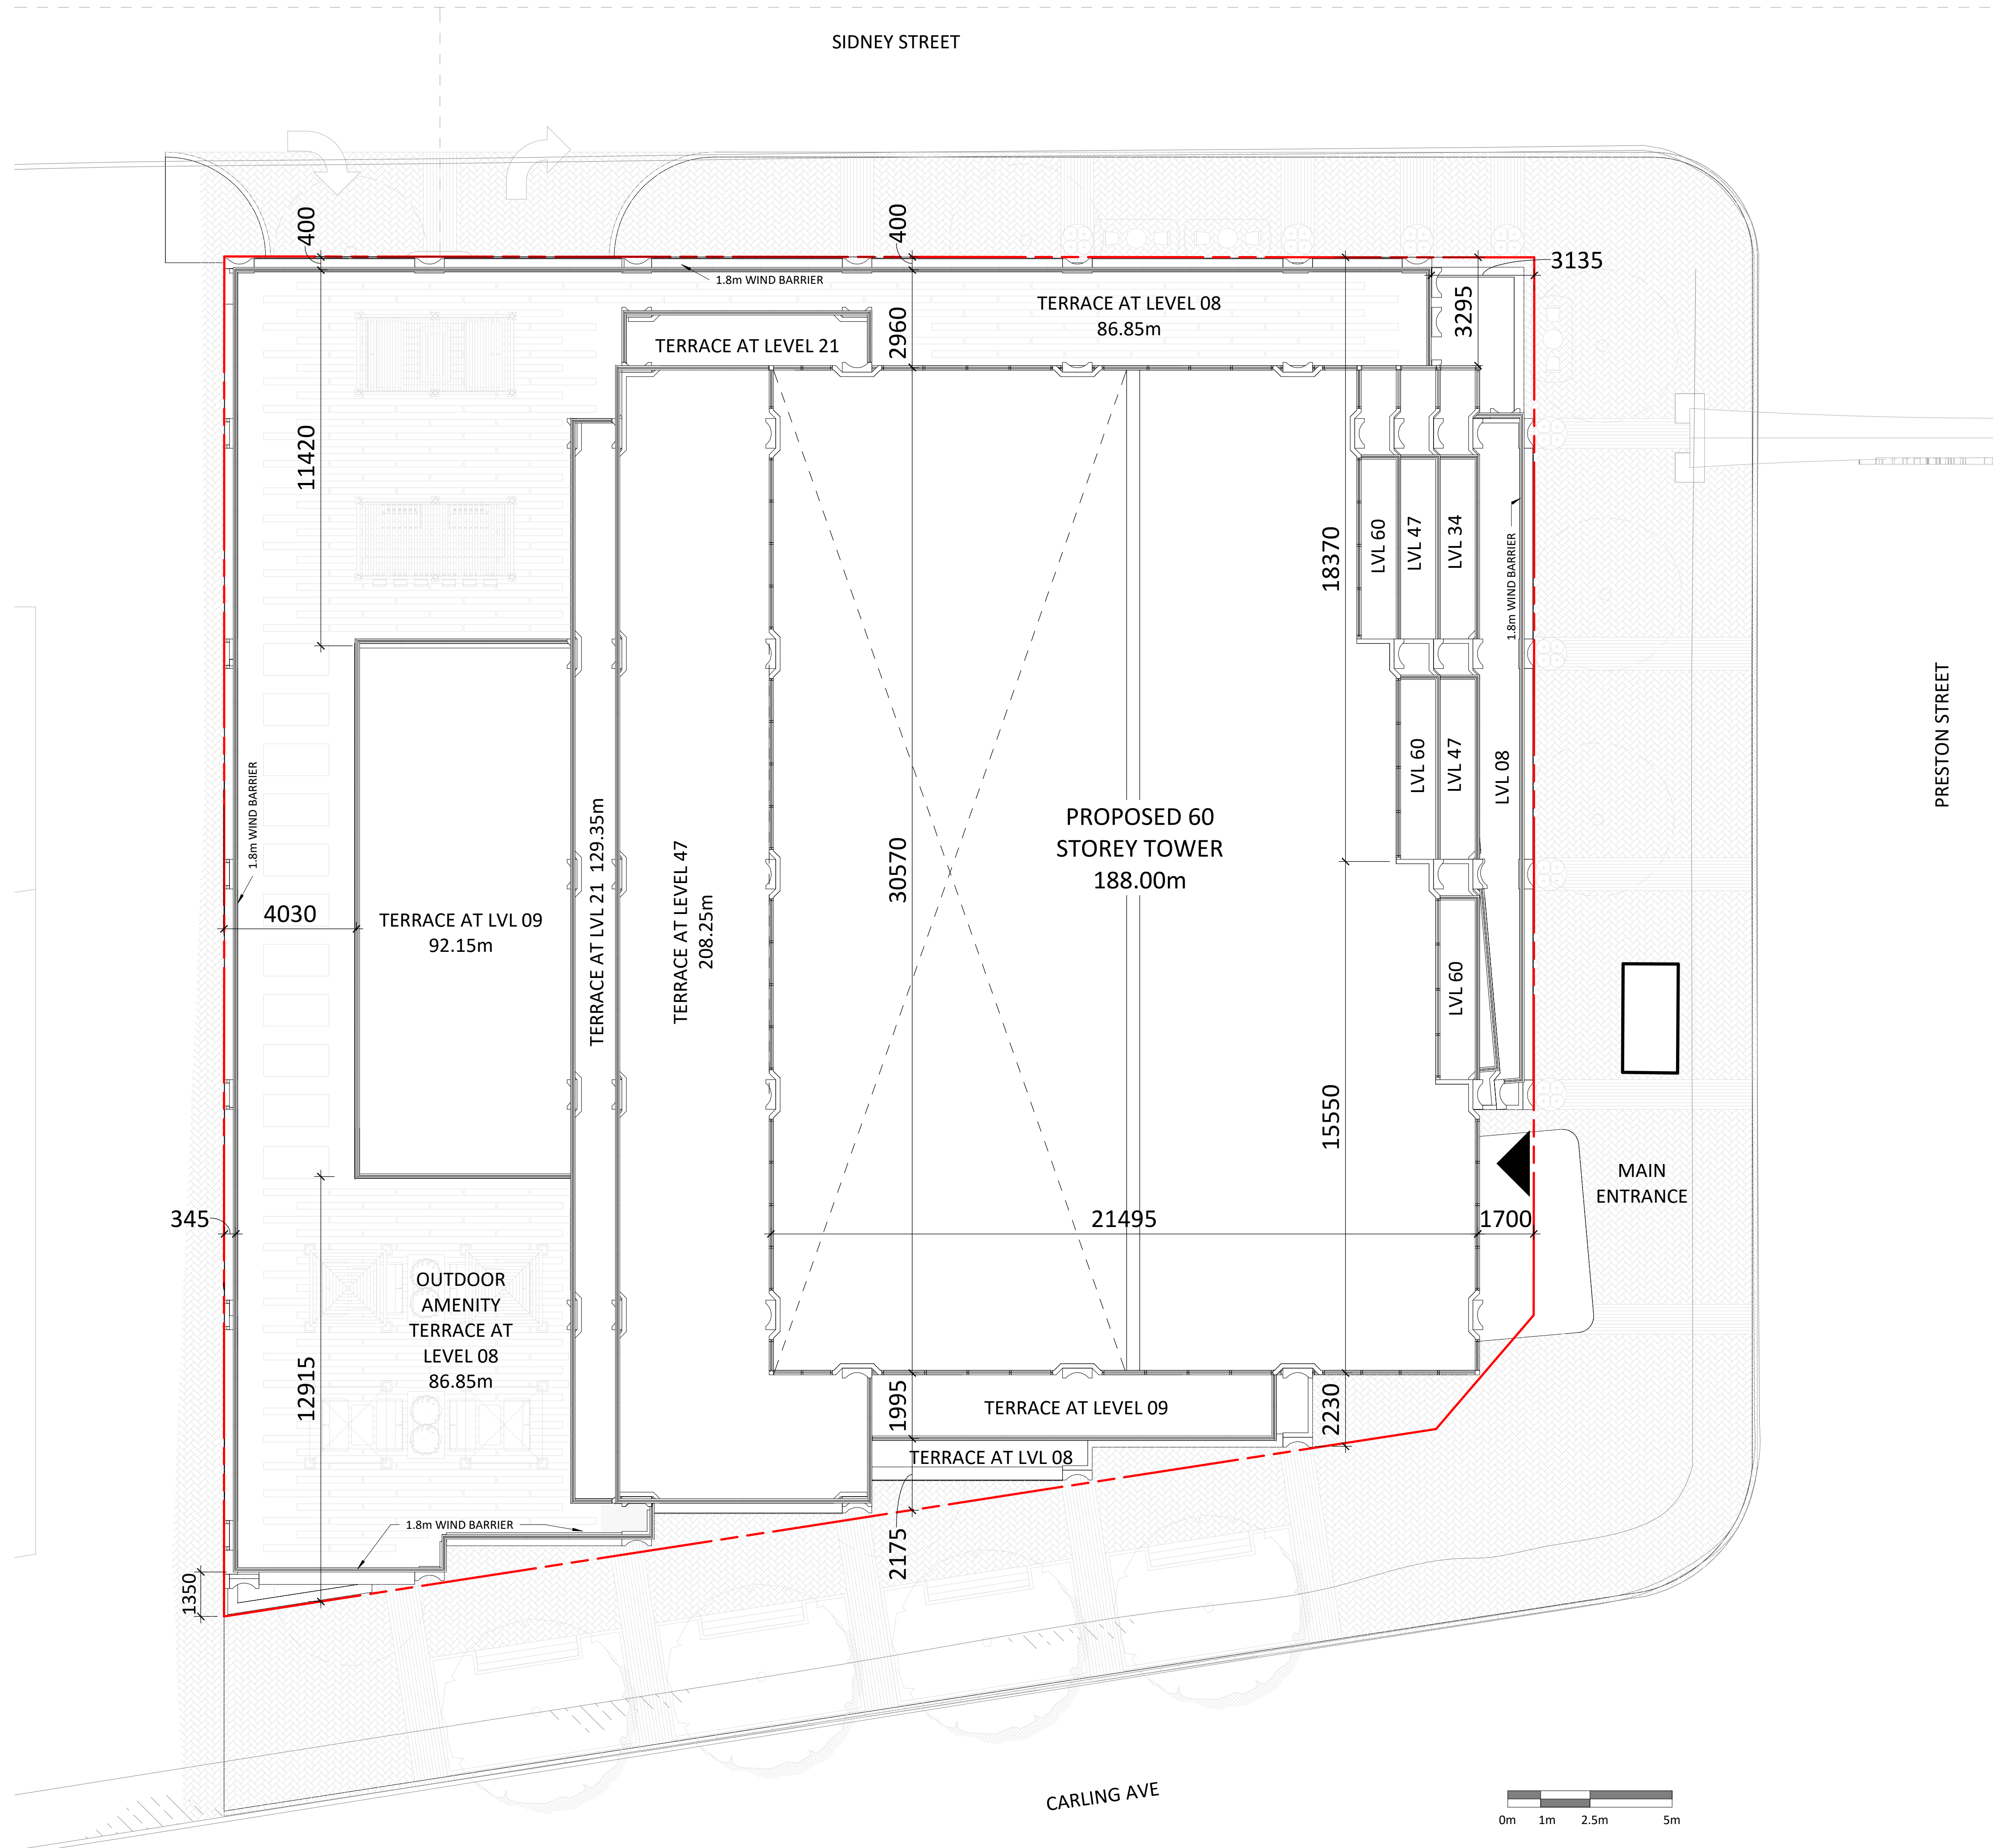 SIDNEY STREET
400
400
3135
1.8m WIND BARRIER
TERRACE AT LEVEL 08
86.85m
3295
2960
TERRACE AT LEVEL 21
11420
18370
LVL 60
LVL 47
LVL 34
1.8m WIND BARRIER
PRESTON STREET
LVL 60
LVL 47
LVL 08
1.8m WIND BARRIER
4030
TERRACE AT LVL 09
92.15m
TERRACE AT LVL 21 129.35m
TERRACE AT LEVEL 47
208.25m
30570
PROPOSED 60
STOREY TOWER
188.00m
LVL 60
15550
MAIN
ENTRANCE
345
21495
1700
OUTDOOR
AMENITY
TERRACE AT
LEVEL 08
86.85m
12915
1995
TERRACE AT LEVEL 09
2230
TERRACE AT LVL 08
1.8m WIND BARRIER
2175
1350
CARLING AVE
0m 1m 2.5m 5m